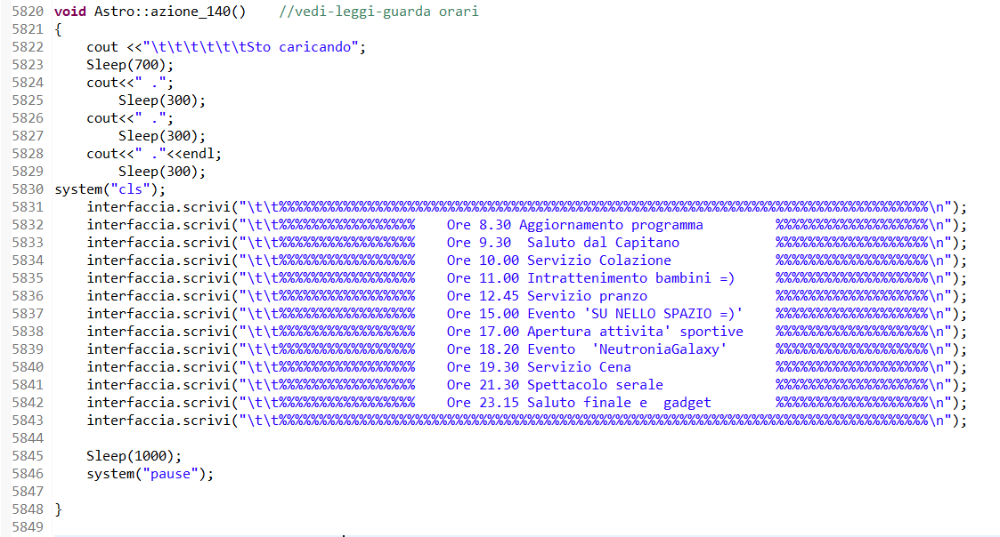 5820 void Astro::azione_140()    //vedi-leggi-guarda orari
5821 {
5822     cout <<"\t\t\t\t\t\tSto caricando";
5823     Sleep(700);
5824     cout<<" .";
5825         Sleep(300);
5826     cout<<" .";
5827         Sleep(300);
5828     cout<<" ."<<endl;
5829         Sleep(300);
5830 system("cls");
5831     interfaccia.scrivi("\t\t%%%%%%%%%%%%%%%%%%%%%%%%%%%%%%%%%%%%%%%%%%%%%%%%%%%%%%%%%%%%%%%%%%%%%%%%%%%%%%%%%%%\n");
5832     interfaccia.scrivi("\t\t%%%%%%%%%%%%%%%%%    Ore 8.30 Aggiornamento programma         %%%%%%%%%%%%%%%%%%%\n");
5833     interfaccia.scrivi("\t\t%%%%%%%%%%%%%%%%%    Ore 9.30  Saluto dal Capitano            %%%%%%%%%%%%%%%%%%%\n");
5834     interfaccia.scrivi("\t\t%%%%%%%%%%%%%%%%%    Ore 10.00 Servizio Colazione             %%%%%%%%%%%%%%%%%%%\n");
5835     interfaccia.scrivi("\t\t%%%%%%%%%%%%%%%%%    Ore 11.00 Intrattenimento bambini =)     %%%%%%%%%%%%%%%%%%%\n");
5836     interfaccia.scrivi("\t\t%%%%%%%%%%%%%%%%%    Ore 12.45 Servizio pranzo                %%%%%%%%%%%%%%%%%%%\n");
5837     interfaccia.scrivi("\t\t%%%%%%%%%%%%%%%%%    Ore 15.00 Evento 'SU NELLO SPAZIO =)'    %%%%%%%%%%%%%%%%%%%\n");
5838     interfaccia.scrivi("\t\t%%%%%%%%%%%%%%%%%    Ore 17.00 Apertura attivita' sportive    %%%%%%%%%%%%%%%%%%%\n");
5839     interfaccia.scrivi("\t\t%%%%%%%%%%%%%%%%%    Ore 18.20 Evento  'NeutroniaGalaxy'      %%%%%%%%%%%%%%%%%%%\n");
5840     interfaccia.scrivi("\t\t%%%%%%%%%%%%%%%%%    Ore 19.30 Servizio Cena                  %%%%%%%%%%%%%%%%%%%\n");
5841     interfaccia.scrivi("\t\t%%%%%%%%%%%%%%%%%    Ore 21.30 Spettacolo serale              %%%%%%%%%%%%%%%%%%%\n");
5842     interfaccia.scrivi("\t\t%%%%%%%%%%%%%%%%%    Ore 23.15 Saluto finale e  gadget        %%%%%%%%%%%%%%%%%%%\n");
5843     interfaccia.scrivi("\t\t%%%%%%%%%%%%%%%%%%%%%%%%%%%%%%%%%%%%%%%%%%%%%%%%%%%%%%%%%%%%%%%%%%%%%%%%%%%%%%%%%%%\n");
5844
5845     Sleep(1000);
5846     system("pause");
5847
5848 }
5849